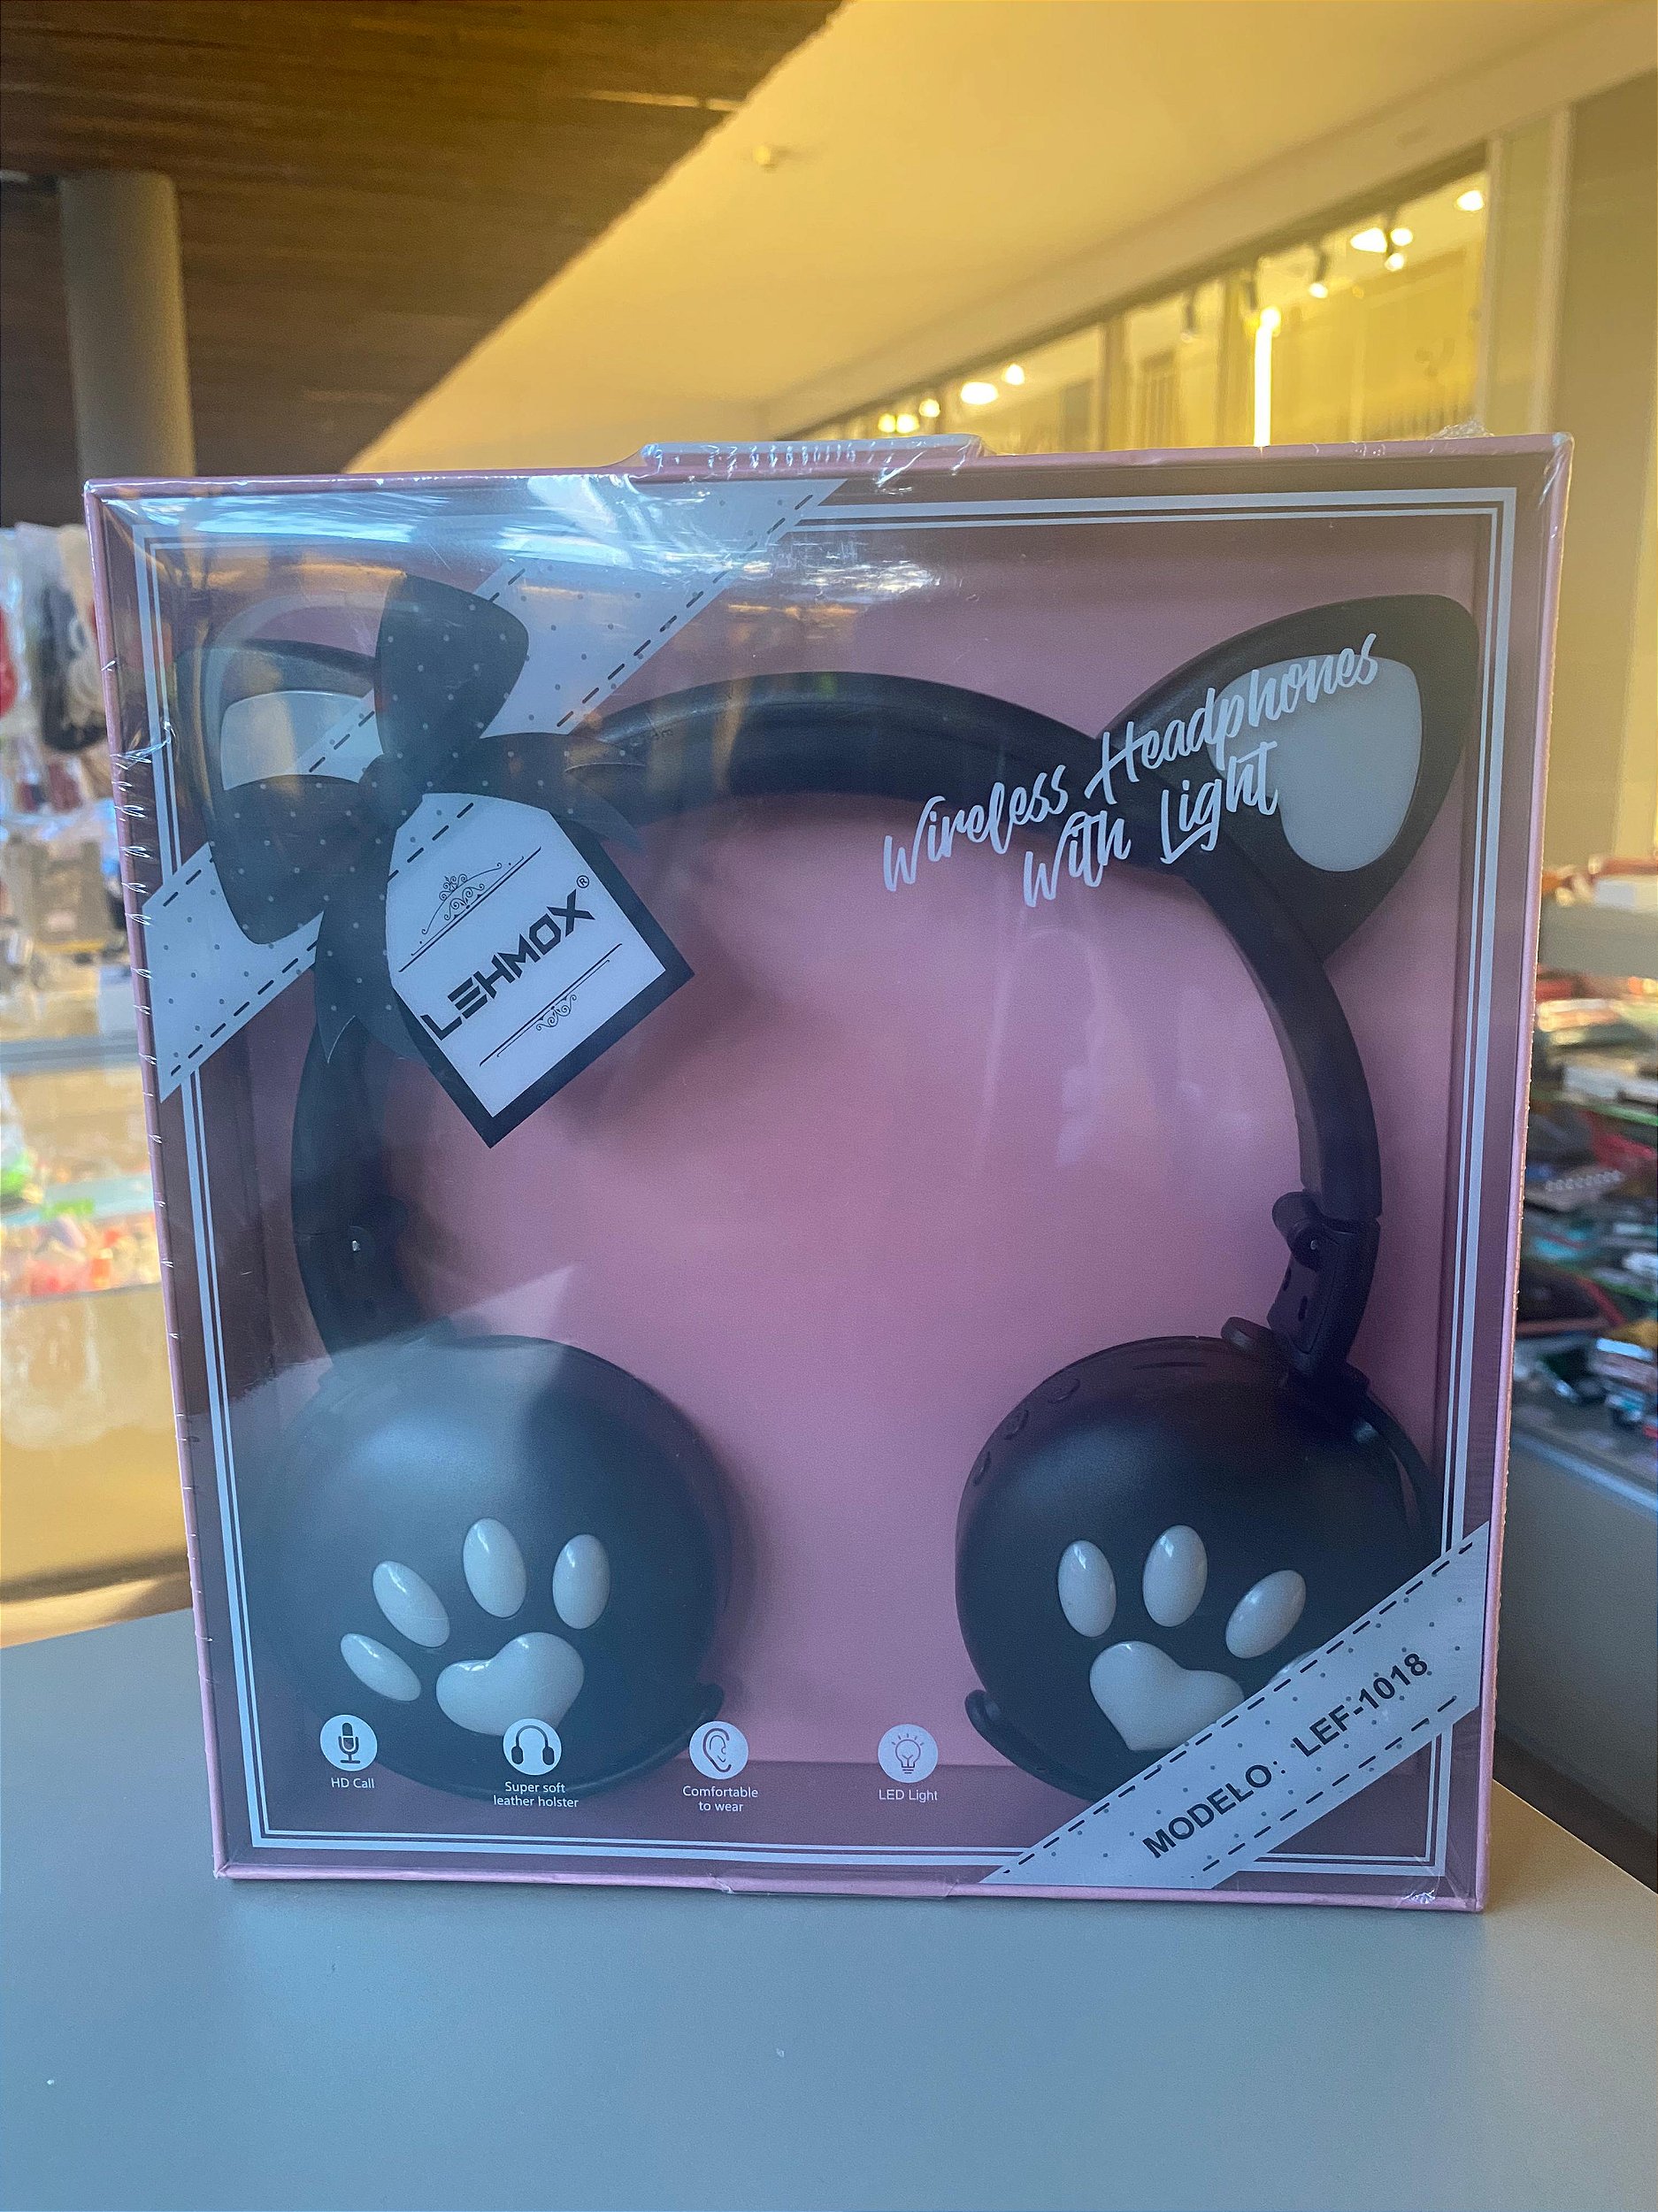 Wireless Headphones
With Light
LEHMOX®
HD Call
Super soft
leather holster
Comfortable
to wear
LED Light
MODELO: LEF-1018